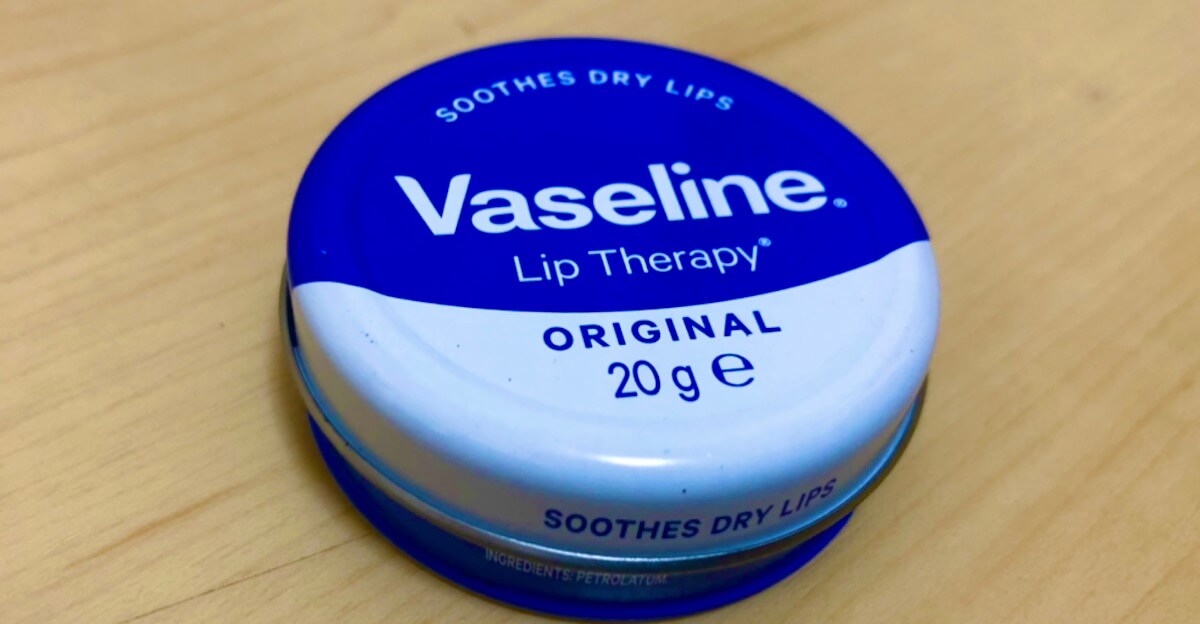 SOOTHES DRY LIPS
Vaseline®
Lip Therapy®
ORIGINAL
20 g ℮
SOOTHES DRY LIPS
INGREDIENTS: PETROLATUM.